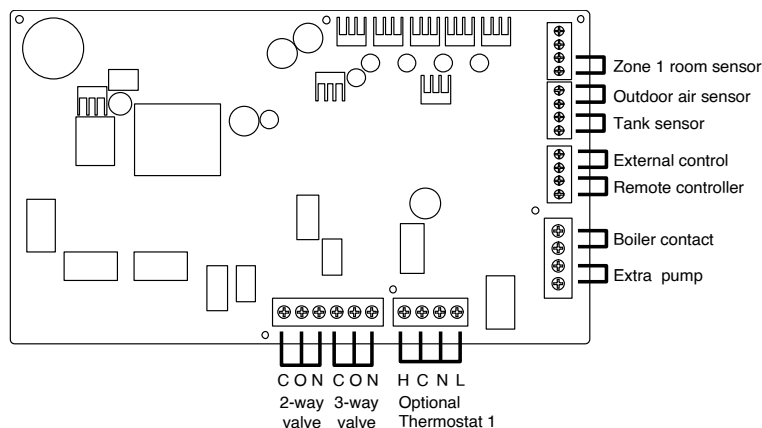 Zone 1 room sensor
Outdoor air sensor
Tank sensor
External control
Remote controller
Boiler contact
Extra pump
C O N C O N H C N L
2-way 3-way Optional
valve valve Thermostat 1